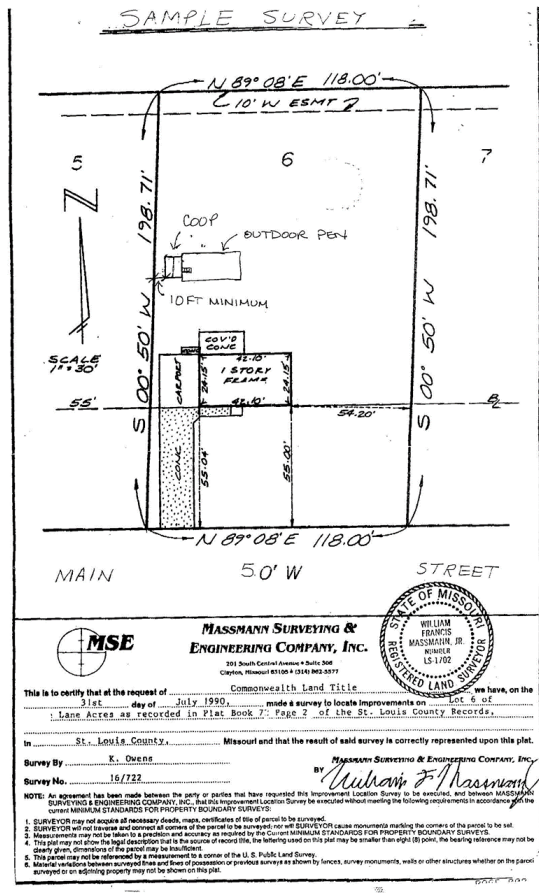 SAMPLE SURVEY
N 89° 08' E 118.00'
10' W ESMT
5
6
7
198.71'
198.71'
COOP
OUTDOOR PEN
10FT MINIMUM
COV'D
CONC
SCALE
1" = 30'
42.10'
1 STORY
FRAME
CARPORT
24.15'
24.15'
42.10'
55'
B/L
54.20'
S 00° 50' W
S 00° 50' W
CONC
55.04'
55.00'
N 89° 08' E 118.00'
MAIN 50' W STREET
STATE OF MISSOURI
WILLIAM
FRANCIS
MASSMANN, JR.
NUMBER
LS-1702
REGISTERED LAND SURVEYOR
MSE
MASSMANN SURVEYING &
ENGINEERING COMPANY, INC.
201 South Central Avenue • Suite 306
Clayton, Missouri 63105 • (314) 862-5577
This is to certify that at the request of Commonwealth Land Title we have, on the
31st day of July 1990, made a survey to locate improvements on Lot 6 of
: Lane Acres as recorded in Plat Book 7: Page 2 of the St. Louis County Records,
in St. Louis County, Missouri and that the result of said survey is correctly represented upon this plat.
Survey By K. Owens
MASSMANN SURVEYING & ENGINEERING COMPANY, INC.
BY William F Massmann
Survey No. 16/722
NOTE: An agreement has been made between the party or parties that have requested this Improvement Location Survey to be executed, and between MASSMANN
SURVEYING & ENGINEERING COMPANY, INC., that this Improvement Location Survey be executed without meeting the following requirements in accordance with the
current MINIMUM STANDARDS FOR PROPERTY BOUNDARY SURVEYS.
1. SURVEYOR may not acquire all necessary deeds, maps, certificates of title of parcel to be surveyed.
2. SURVEYOR will not traverse and connect all corners of the parcel to be surveyed; nor will SURVEYOR cause monuments marking the corners of the parcel to be set.
3. Measurements may not be taken to a precision and accuracy as required by the Current MINIMUM STANDARDS FOR PROPERTY BOUNDARY SURVEYS.
4. This plat may not show the legal description that is the source of record title, the lettering used on this plat may be smaller than eight (8) point, the bearing reference may not be
clearly given, dimensions of the parcel may be insufficient.
5. This parcel may not be referenced by a measurement to a corner of the U. S. Public Land Survey.
6. Material variations between surveyed lines and lines of possession or previous surveys as shown by fences, survey monuments, walls or other structures whether on the parcel
surveyed or an adjoining property may not be shown on this plat.